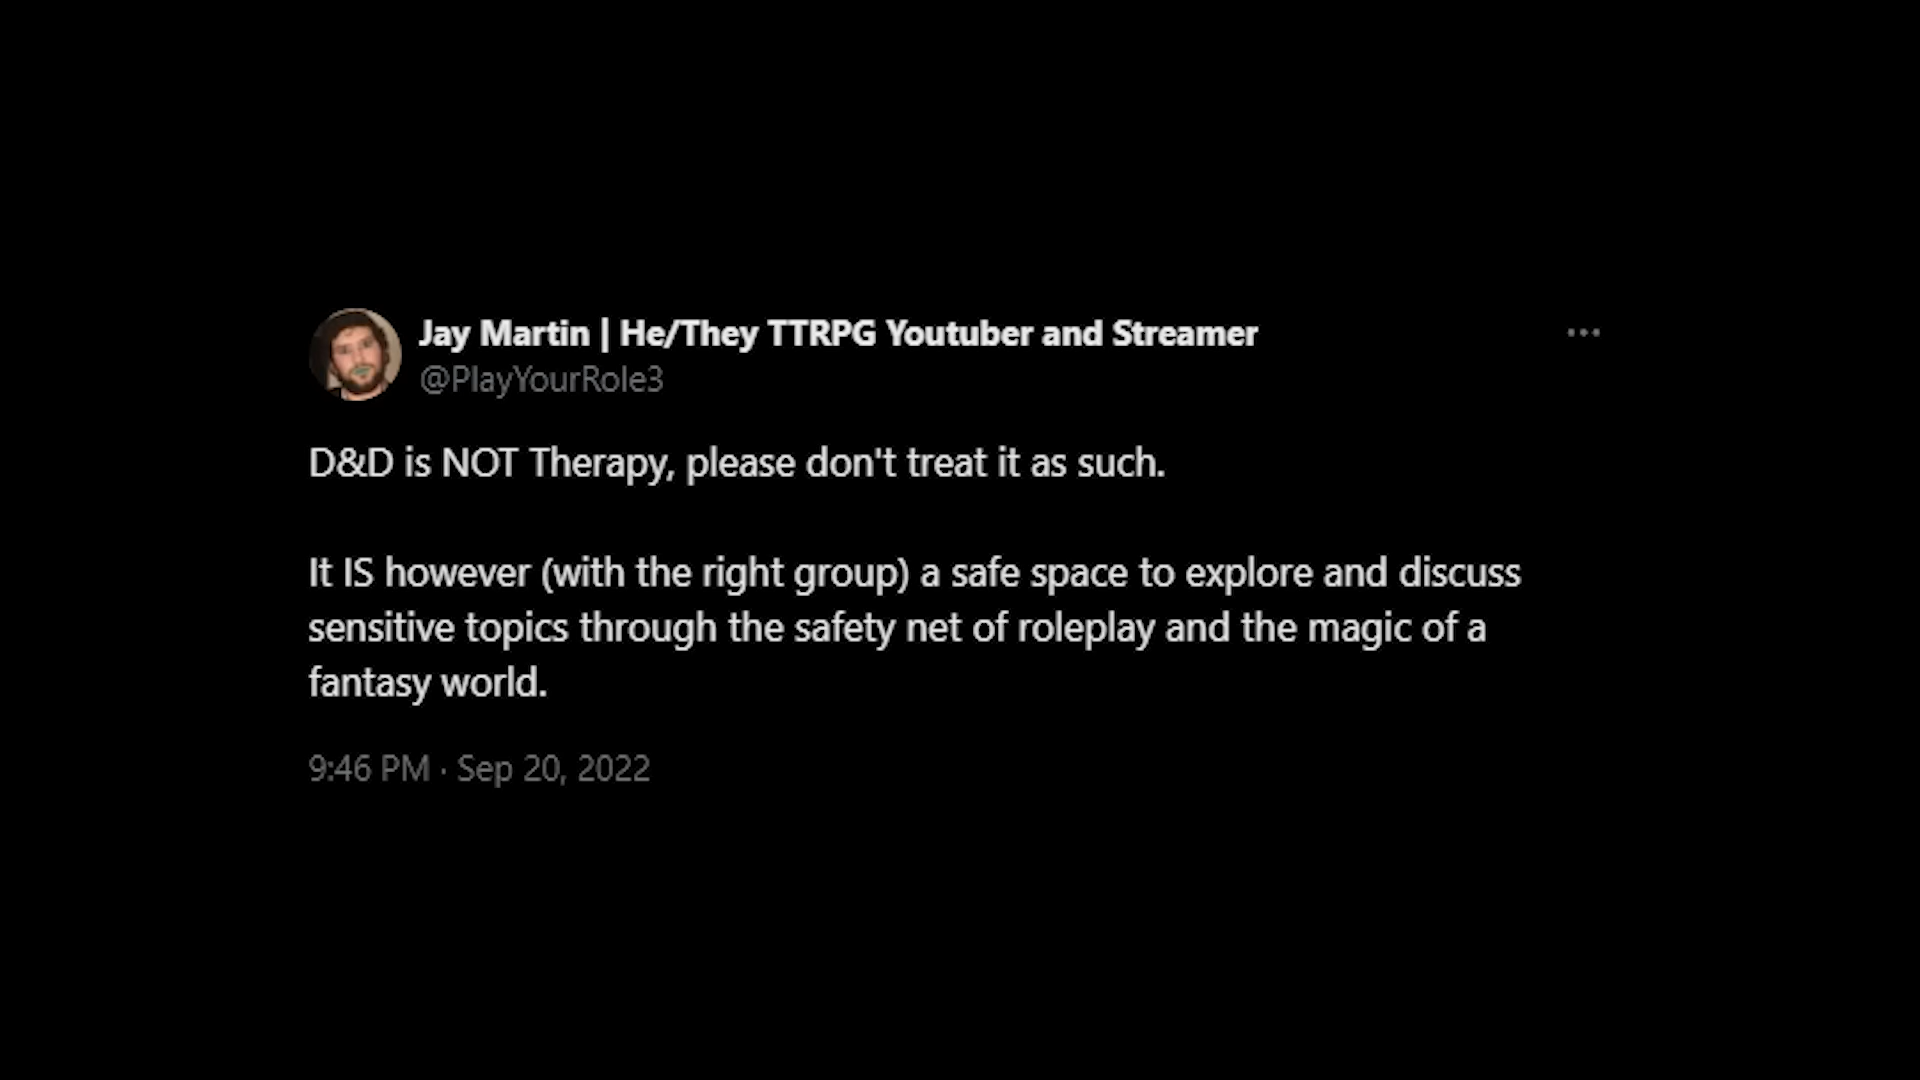 Jay Martin | He/They TTRPG Youtuber and Streamer
@PlayYourRole3
D&D is NOT Therapy, please don't treat it as such.
It IS however (with the right group) a safe space to explore and discuss
sensitive topics through the safety net of roleplay and the magic of a
fantasy world.
9:46 PM · Sep 20, 2022